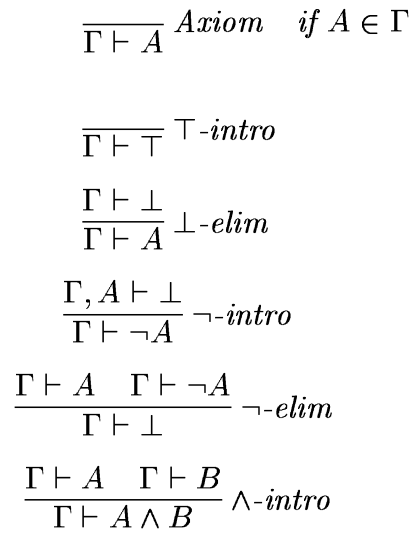 Γ ⊢ A Axiom if A ∈ Γ
Γ ⊢ ⊤ ⊤-intro
Γ ⊢ ⊥
Γ ⊢ A ⊥-elim
Γ, A ⊢ ⊥
Γ ⊢ ¬A ¬-intro
Γ ⊢ A Γ ⊢ ¬A
Γ ⊢ ⊥ ¬-elim
Γ ⊢ A Γ ⊢ B
Γ ⊢ A ∧ B ∧-intro